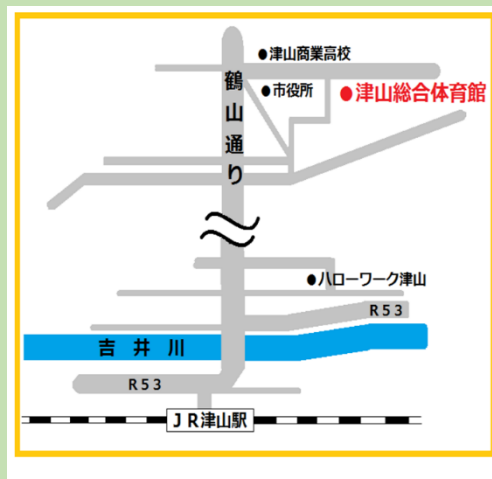 ●津山商業高校
●市役所
●津山総合体育館
鶴山通り
●ハローワーク津山
R53
吉井川
R53
JR津山駅